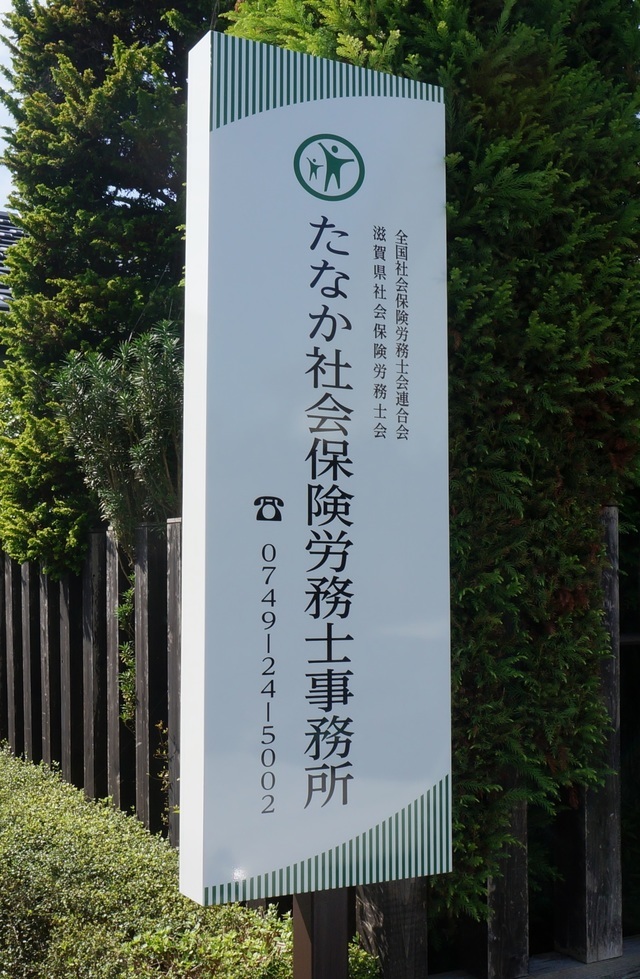 全国社会保険労務士会連合会
滋賀県社会保険労務士会
たなか社会保険労務士事務所
☎ 0749-24-5002